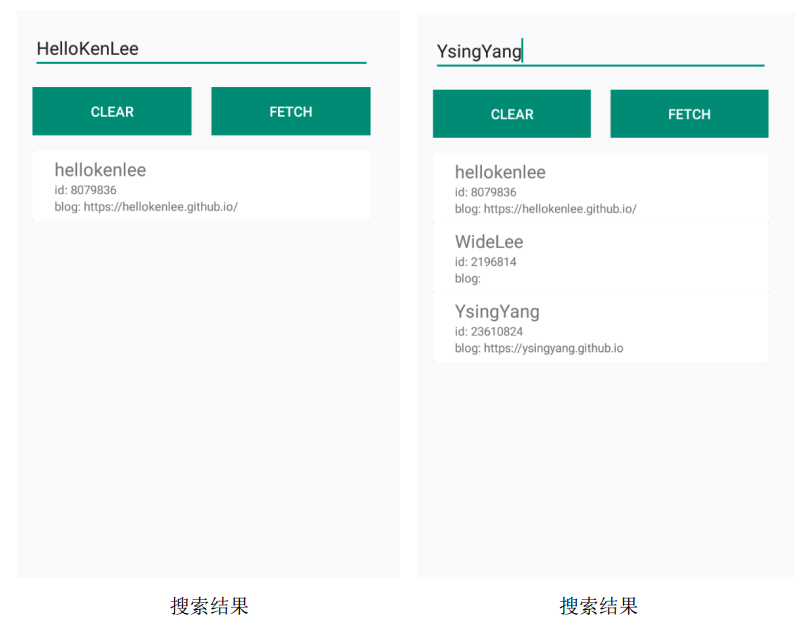 HelloKenLee
CLEAR
FETCH
hellokenlee
id: 8079836
blog: https://hellokenlee.github.io/
搜索结果
YsingYang
CLEAR
FETCH
hellokenlee
id: 8079836
blog: https://hellokenlee.github.io/
WideLee
id: 2196814
blog:
YsingYang
id: 23610824
blog: https://ysingyang.github.io
搜索结果